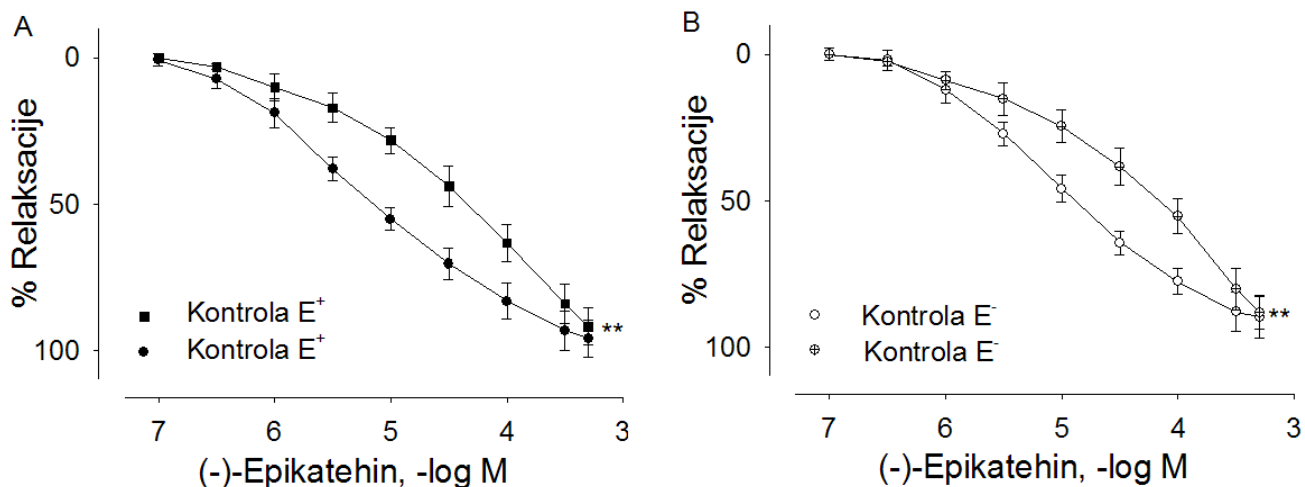 A
% Relaksacije
0
50
100
Kontrola E⁺
Kontrola E⁺
**
7 6 5 4 3
(-)-Epikatehin, -log M
B
% Relaksacije
0
50
100
Kontrola E⁻
Kontrola E⁻
**
7 6 5 4 3
(-)-Epikatehin, -log M